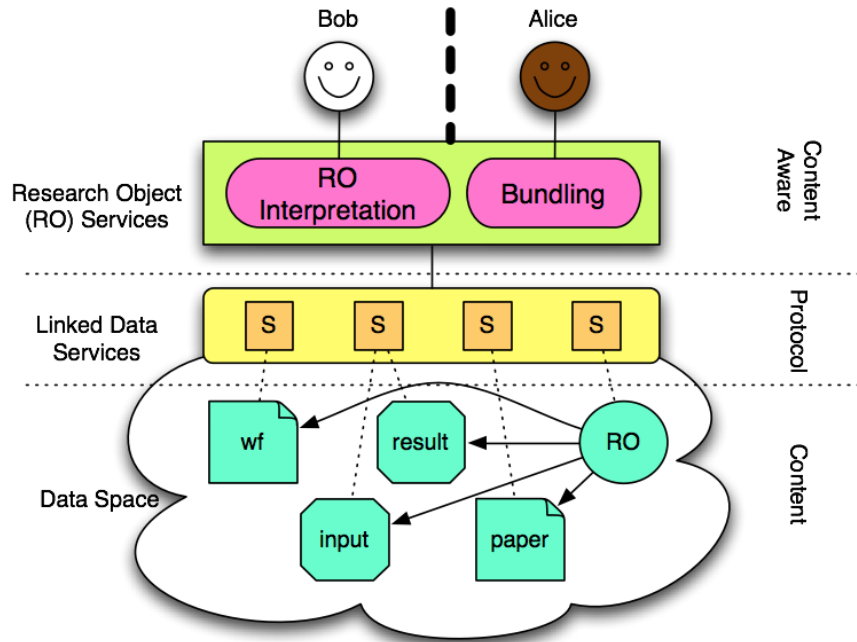 Bob
Alice
Research Object
(RO) Services
RO
Interpretation
Bundling
Content
Aware
Linked Data
Services
S
S
S
S
Protocol
wf
result
RO
Data Space
input
paper
Content